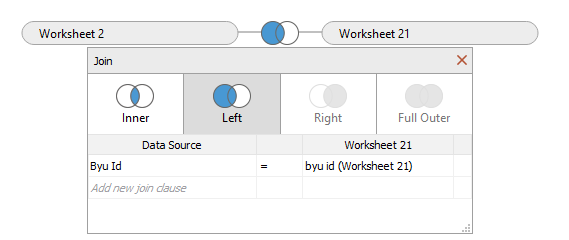 Worksheet 2 Worksheet 21
Join
Inner Left Right Full Outer
Data Source Worksheet 21
Byu Id = byu id (Worksheet 21)
Add new join clause